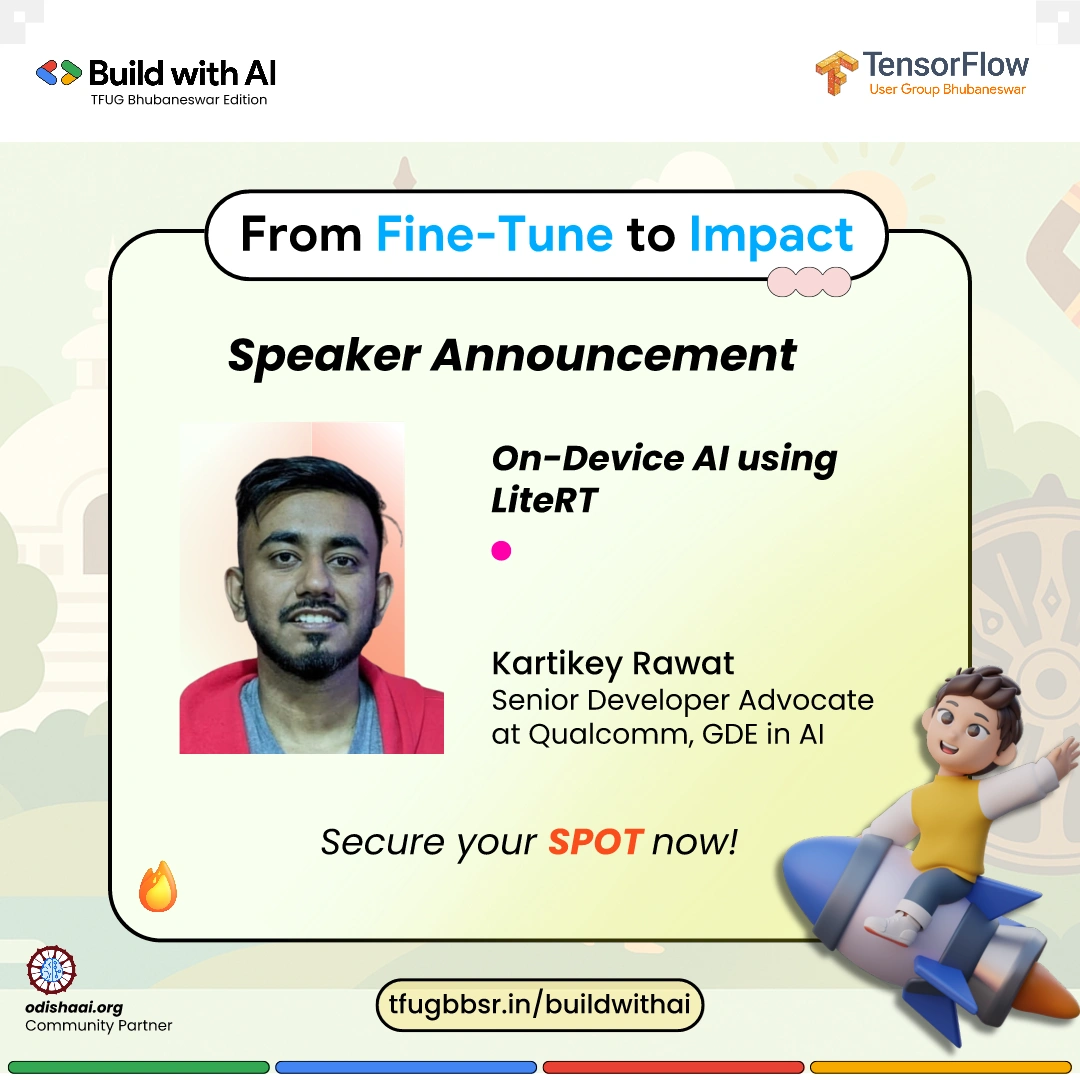 Build with AI
TFUG Bhubaneswar Edition
TensorFlow
User Group Bhubaneswar
From Fine-Tune to Impact
Speaker Announcement
On-Device AI using
LiteRT
Kartikey Rawat
Senior Developer Advocate
at Qualcomm, GDE in AI
Secure your SPOT now!
odishaai.org
Community Partner
tfugbbsr.in/buildwithai